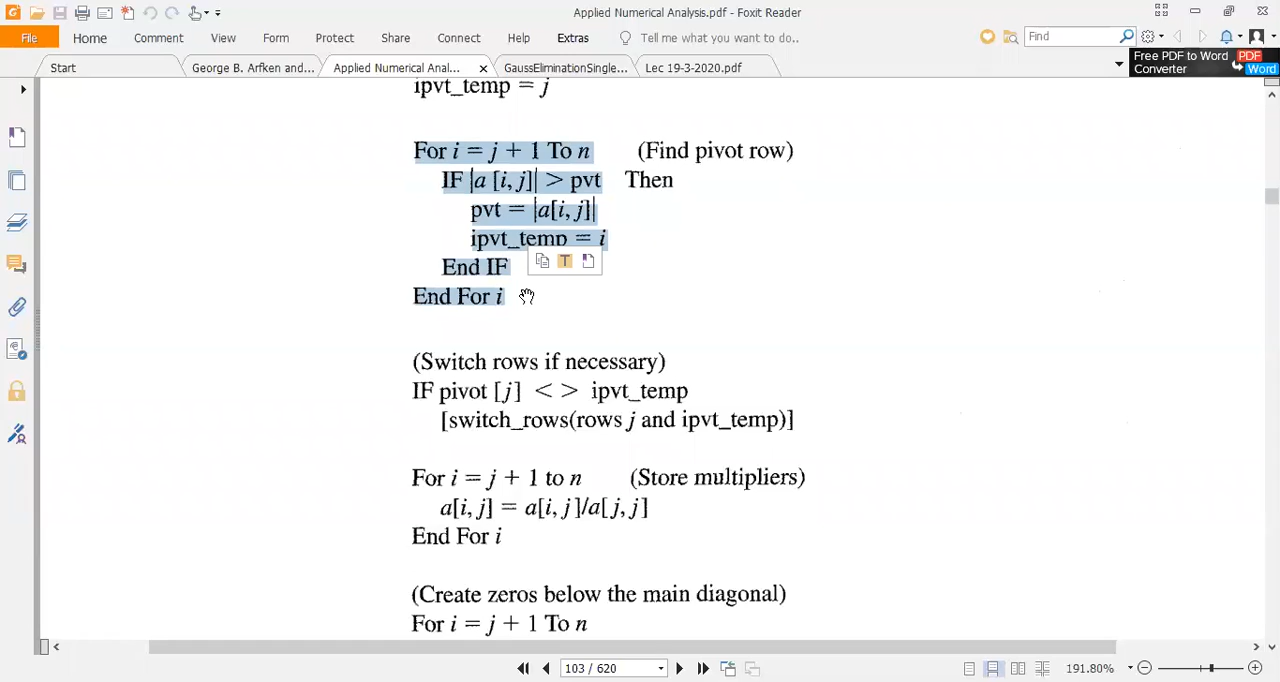 Applied Numerical Analysis.pdf - Foxit Reader
File Home Comment View Form Protect Share Connect Help Extras Tell me what you want to do.. Find
Start George B. Arfken and... Applied Numerical Anal... GausEliminationSingle... Lec 19-3-2020.pdf
Free PDF to Word Converter PDF Word
ipvt_temp = j
For i = j + 1 To n (Find pivot row)
IF |a [i, j]| > pvt Then
pvt = |a[i, j]|
ipvt_temp = i
End IF
End For i
(Switch rows if necessary)
IF pivot [j] < > ipvt_temp
[switch_rows(rows j and ipvt_temp)]
For i = j + 1 to n (Store multipliers)
a[i, j] = a[i, j]/a[j, j]
End For i
(Create zeros below the main diagonal)
For i = j + 1 To n
103 / 620 191.80%